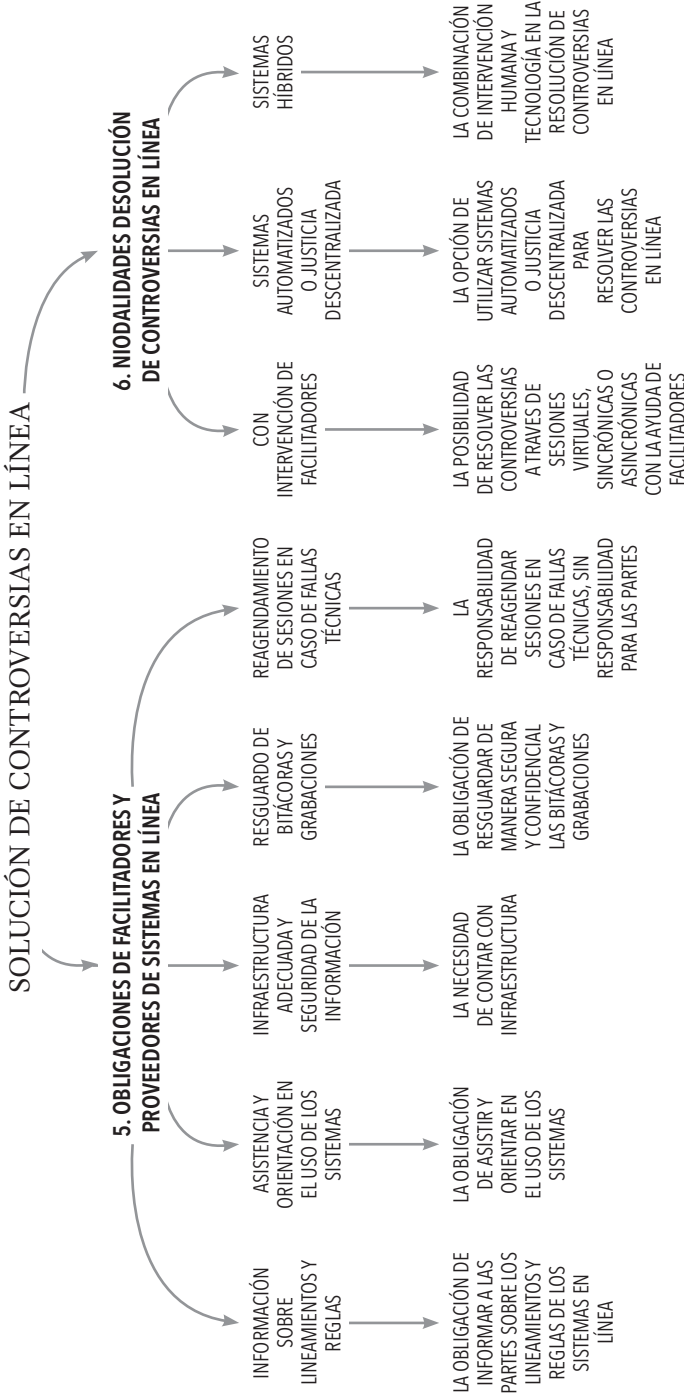 SOLUCIÓN DE CONTROVERSIAS EN LÍNEA
5. OBLIGACIONES DE FACILITADORES Y
PROVEEDORES DE SISTEMAS EN LÍNEA
INFORMACIÓN
SOBRE
LINEAMIENTOS Y
REGLAS
LA OBLIGACIÓN DE
INFORMAR A LAS
PARTES SOBRE LOS
LINEAMIENTOS Y
REGLAS DE LOS
SISTEMAS EN
LÍNEA
ASISTENCIA Y
ORIENTACIÓN EN
EL USO DE LOS
SISTEMAS
LA OBLIGACIÓN
DE ASISTIR Y
ORIENTAR EN
EL USO DE LOS
SISTEMAS
INFRAESTRUCTURA
ADECUADA Y
SEGURIDAD DE LA
INFORMACIÓN
LA NECESIDAD
DE CONTAR CON
INFRAESTRUCTURA
RESGUARDO DE
BITÁCORAS Y
GRABACIONES
LA OBLIGACIÓN DE
RESGUARDAR DE
MANERA SEGURA
Y CONFIDENCIAL
LAS BITÁCORAS Y
GRABACIONES
REAGENDAMIENTO
DE SESIONES EN
CASO DE FALLAS
TÉCNICAS
LA
RESPONSABILIDAD
DE REAGENDAR
SESIONES EN
CASO DE FALLAS
TÉCNICAS, SIN
RESPONSABILIDAD
PARA LAS PARTES
6. NIODALIDADES DESOLUCIÓN
DE CONTROVERSIAS EN LÍNEA
CON
INTERVENCIÓN DE
FACILITADORES
LA POSIBILIDAD
DE RESOLVER LAS
CONTROVERSIAS
A TRAVES DE
SESIONES
VIRTUALES,
SINCRÓNICAS O
ASINCRÓNICAS
CON LA AYUDA DE
FACILITADORES
SISTEMAS
AUTOMATIZADOS
O JUSTICIA
DESCENTRALIZADA
LA OPCIÓN DE
UTILIZAR SISTEMAS
AUTOMATIZADOS
O JUSTICIA
DESCENTRALIZADA
PARA
RESOLVER LAS
CONTROVERSIAS
EN LÍNEA
SISTEMAS
HÍBRIDOS
LA COMBINACIÓN
DE INTERVENCIÓN
HUMANA Y
TECNOLOGÍA EN LA
RESOLUCIÓN DE
CONTROVERSIAS
EN LÍNEA